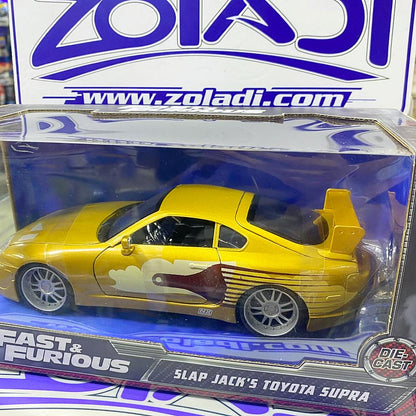 ZOLADI
www.zoladi.com
FAST &
FURIOUS
SLAP JACK'S TOYOTA SUPRA
DIE-
CAST